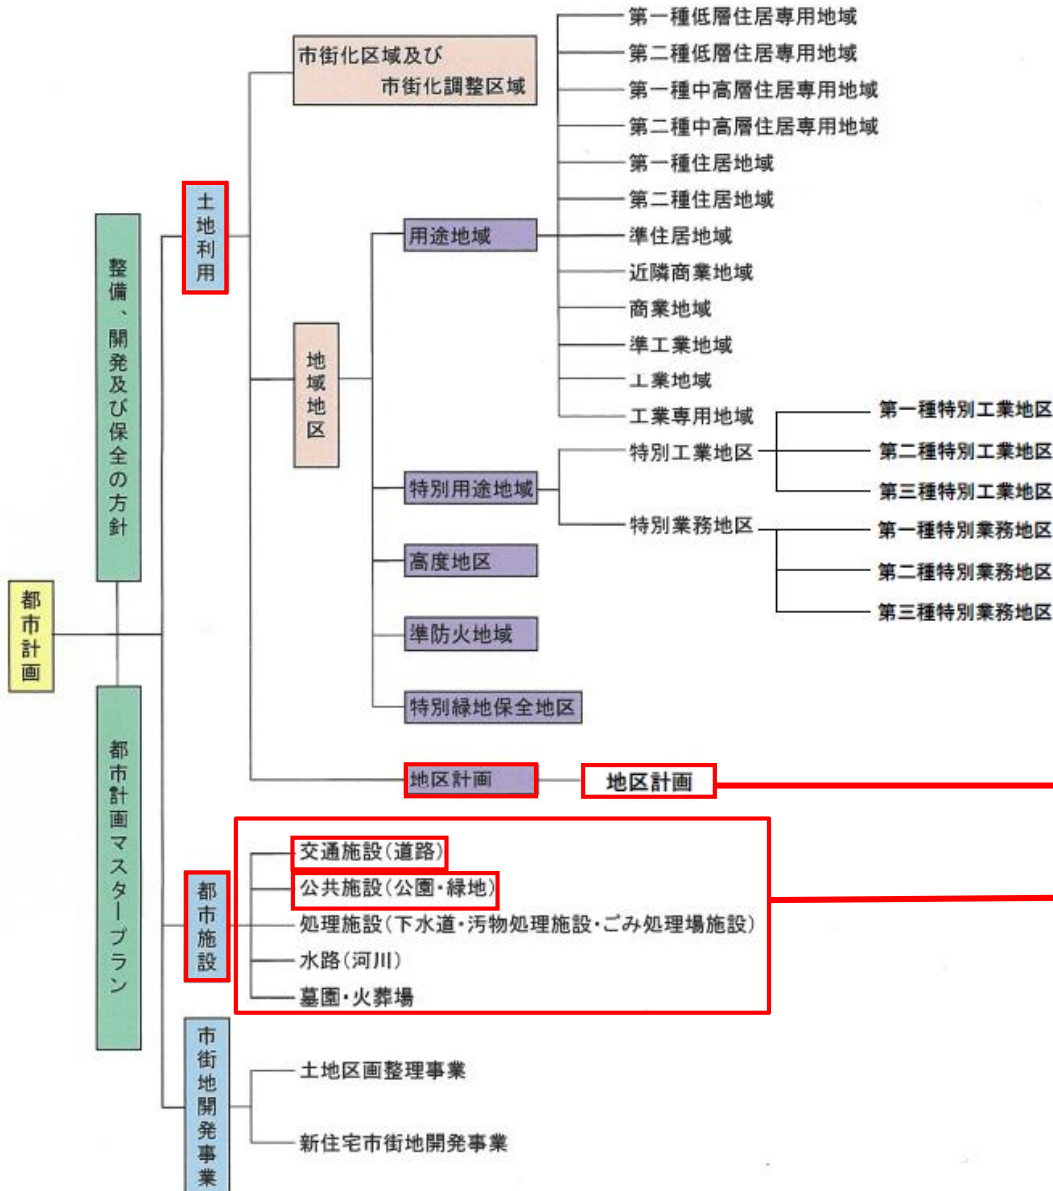 都市計画
整備、開発及び保全の方針
都市計画マスタープラン
土地利用
市街化区域及び
市街化調整区域
地域地区
用途地域
第一種低層住居専用地域
第二種低層住居専用地域
第一種中高層住居専用地域
第二種中高層住居専用地域
第一種住居地域
第二種住居地域
準住居地域
近隣商業地域
商業地域
準工業地域
工業地域
工業専用地域
特別用途地域
特別工業地区
第一種特別工業地区
第二種特別工業地区
第三種特別工業地区
特別業務地区
第一種特別業務地区
第二種特別業務地区
第三種特別業務地区
高度地区
準防火地域
特別緑地保全地区
地区計画
地区計画
都市施設
交通施設(道路)
公共施設(公園・緑地)
処理施設(下水道・汚物処理施設・ごみ処理場施設)
水路(河川)
墓園・火葬場
市街地開発事業
土地区画整理事業
新住宅市街地開発事業